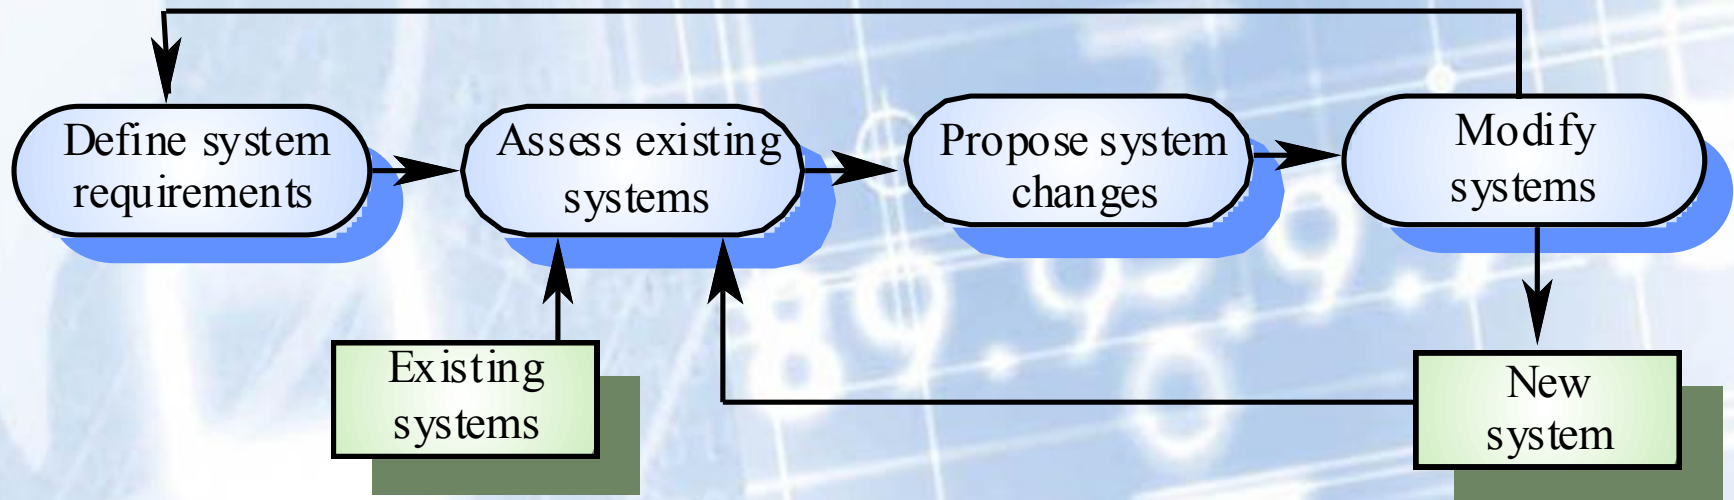 Define system
requirements
Assess existing
systems
Propose system
changes
Modify
systems
Existing
systems
New
system